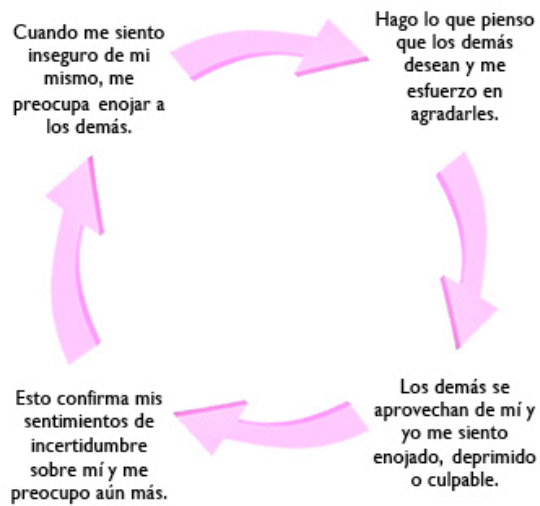 Cuando me siento
inseguro de mi
mismo, me
preocupa enojar a
los demás.
Hago lo que pienso
que los demás
desean y me
esfuerzo en
agradarles.
Los demás se
aprovechan de mí y
yo me siento
enojado, deprimido
o culpable.
Esto confirma mis
sentimientos de
incertidumbre
sobre mí y me
preocupo aún más.